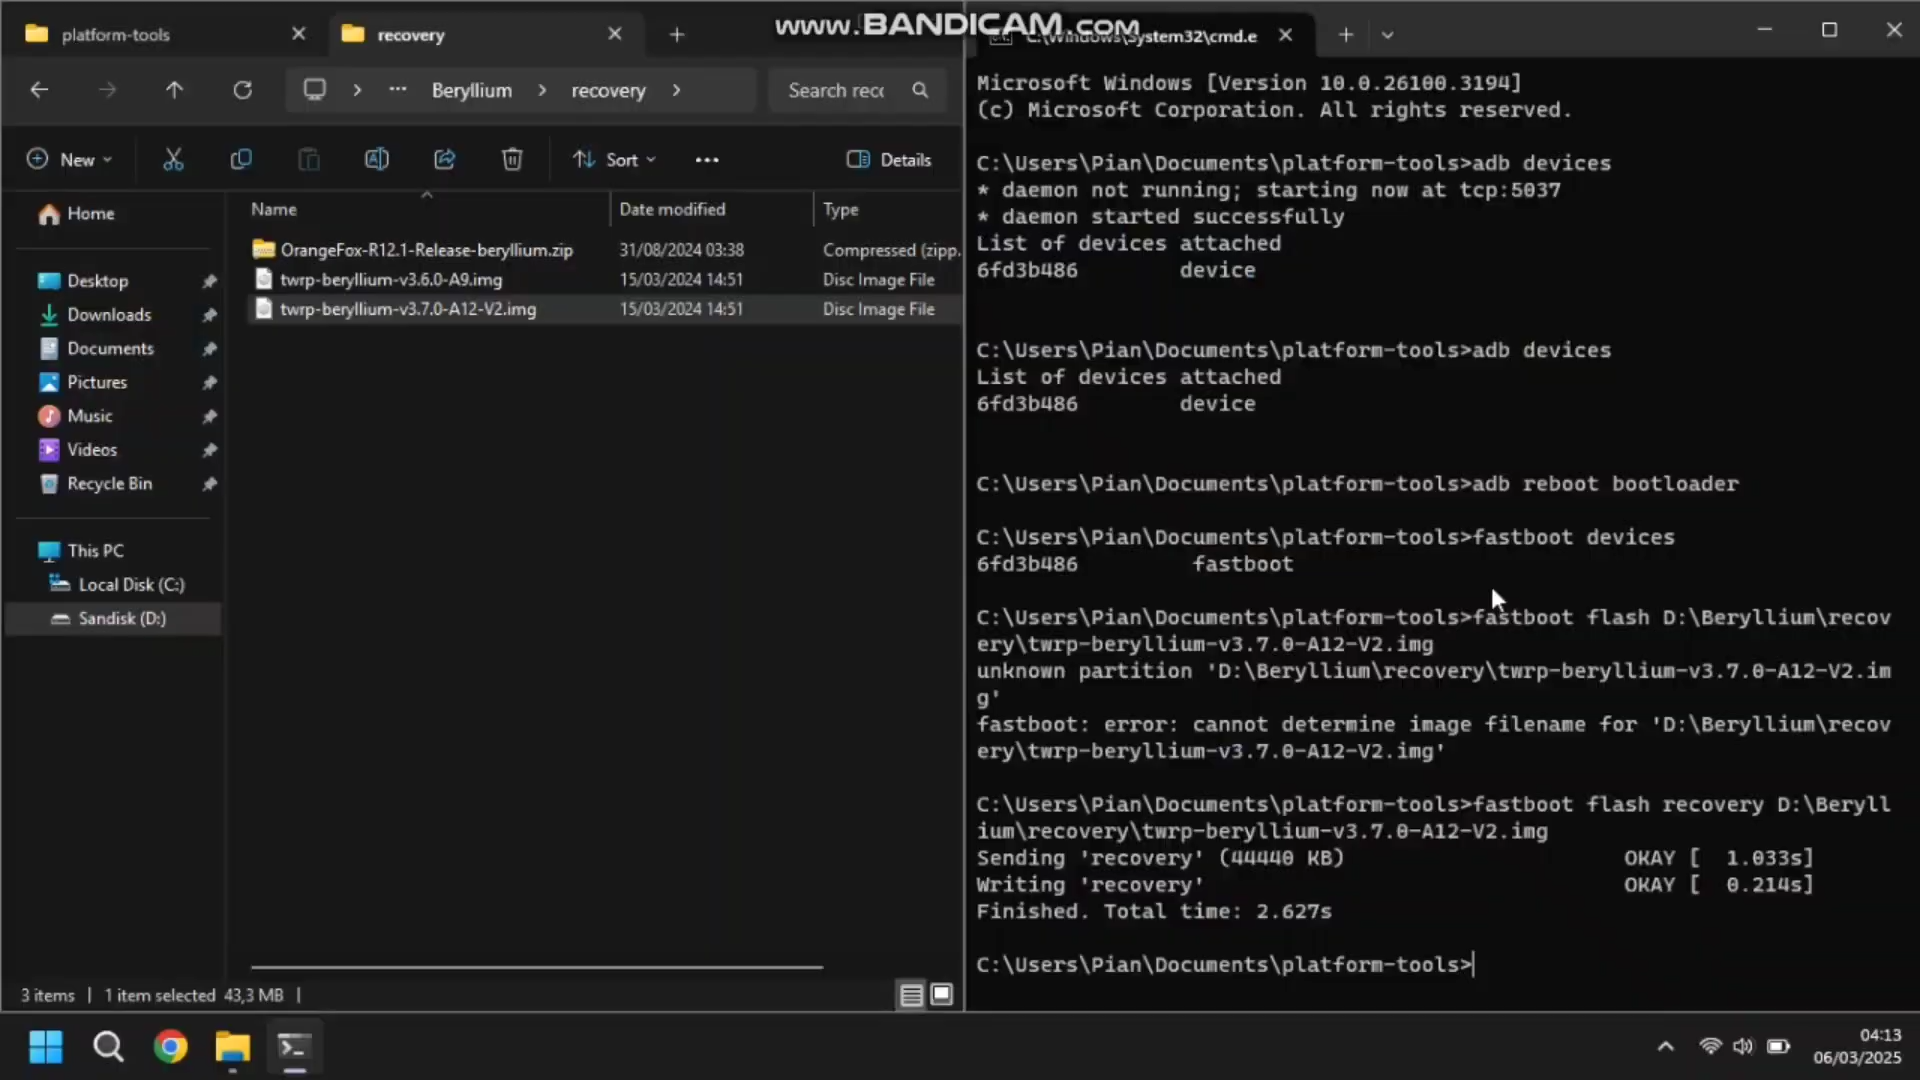 platform-tools
recovery
www.BANDICAM.com
C:\Windows\System32\cmd.e
Beryllium
recovery
Search recc
New
Sort
Details
Name
Date modified
Type
Home
Desktop
Downloads
Documents
Pictures
Music
Videos
Recycle Bin
This PC
Local Disk (C:)
Sandisk (D:)
OrangeFox-R12.1-Release-beryllium.zip 31/08/2024 03:38 Compressed (zipp.
twrp-beryllium-v3.6.0-A9.img 15/03/2024 14:51 Disc Image File
twrp-beryllium-v3.7.0-A12-V2.img 15/03/2024 14:51 Disc Image File
3 items | 1 item selected 43,3 MB |
Microsoft Windows [Version 10.0.26100.3194]
(c) Microsoft Corporation. All rights reserved.
C:\Users\Pian\Documents\platform-tools>adb devices
* daemon not running; starting now at tcp:5037
* daemon started successfully
List of devices attached
6fd3b486 device
C:\Users\Pian\Documents\platform-tools>adb devices
List of devices attached
6fd3b486 device
C:\Users\Pian\Documents\platform-tools>adb reboot bootloader
C:\Users\Pian\Documents\platform-tools>fastboot devices
6fd3b486 fastboot
C:\Users\Pian\Documents\platform-tools>fastboot flash D:\Beryllium\recov
ery\twrp-beryllium-v3.7.0-A12-V2.img
unknown partition 'D:\Beryllium\recovery\twrp-beryllium-v3.7.0-A12-V2.im
g'
fastboot: error: cannot determine image filename for 'D:\Beryllium\recov
ery\twrp-beryllium-v3.7.0-A12-V2.img'
C:\Users\Pian\Documents\platform-tools>fastboot flash recovery D:\Beryll
ium\recovery\twrp-beryllium-v3.7.0-A12-V2.img
Sending 'recovery' (44440 KB) OKAY [ 1.033s]
Writing 'recovery' OKAY [ 0.214s]
Finished. Total time: 2.627s
C:\Users\Pian\Documents\platform-tools>
04:13
06/03/2025